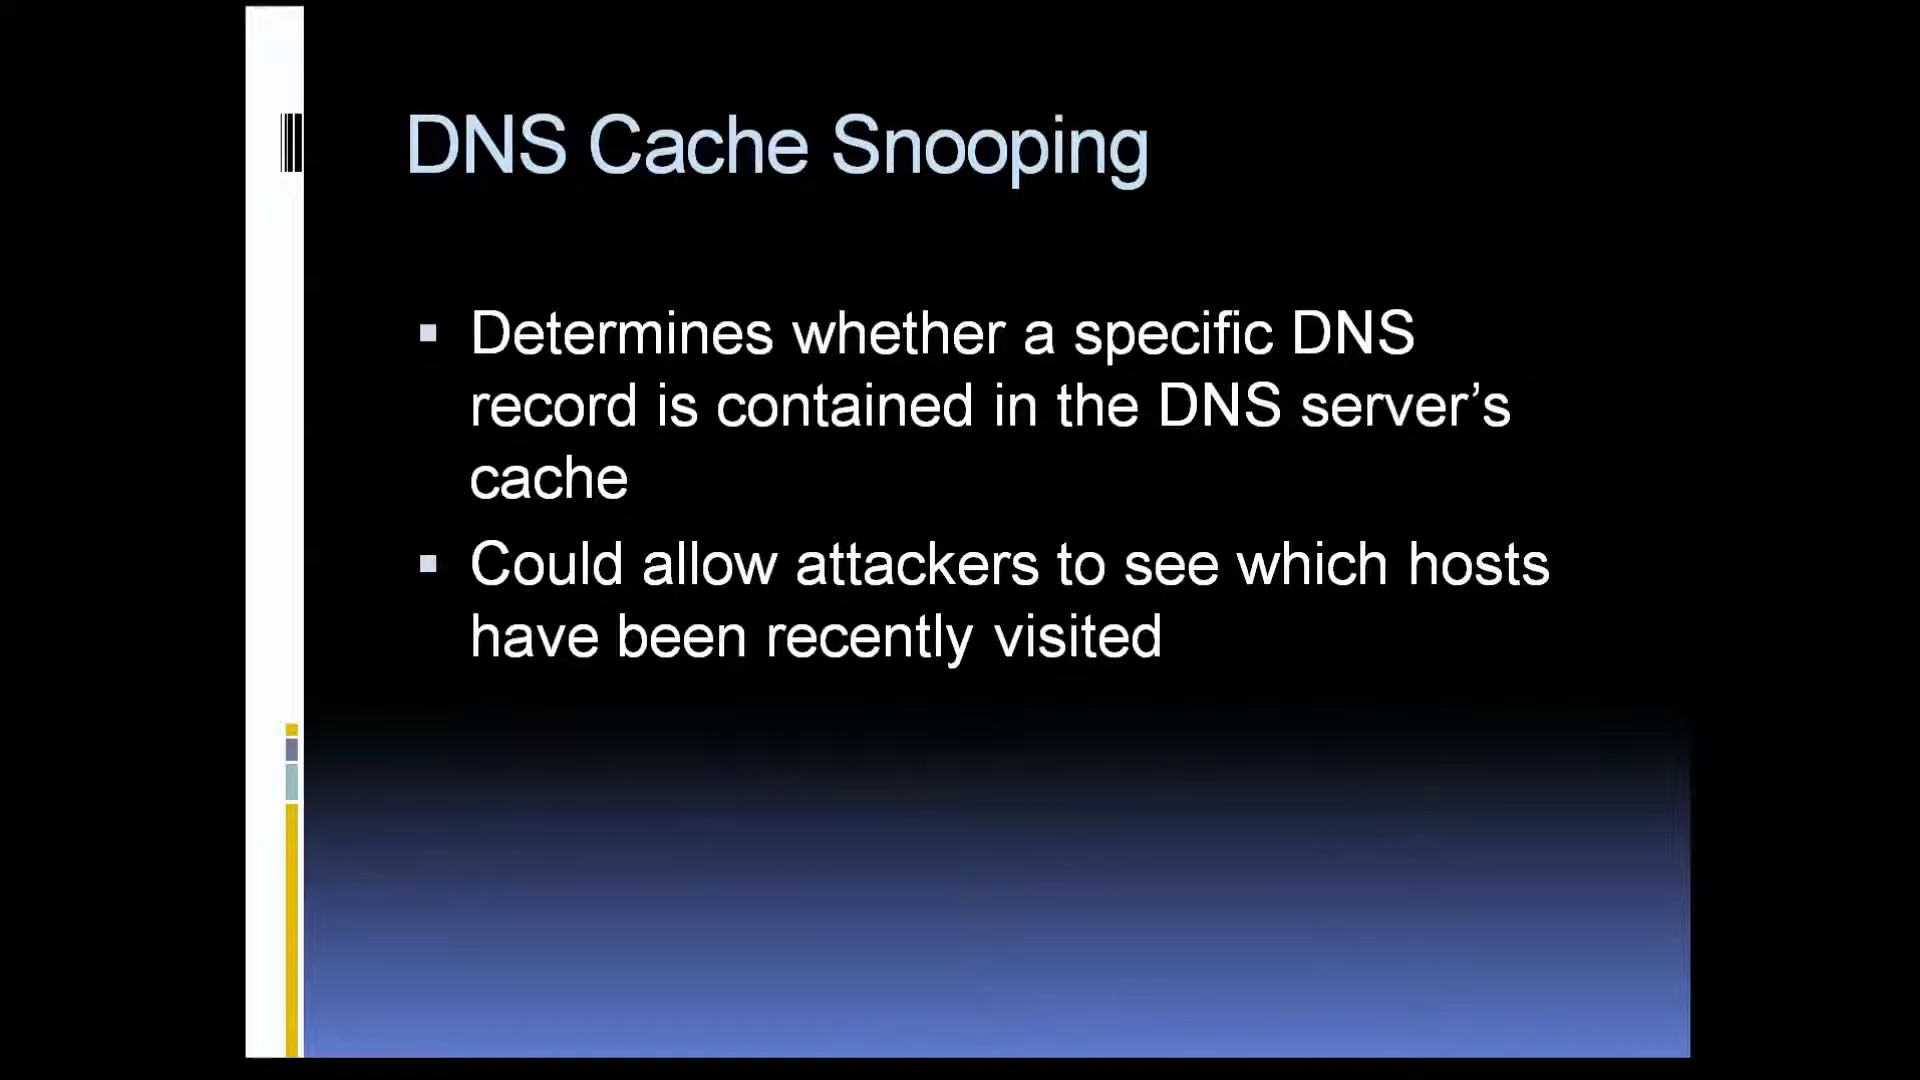 DNS Cache Snooping
Determines whether a specific DNS
record is contained in the DNS server’s
cache
Could allow attackers to see which hosts
have been recently visited